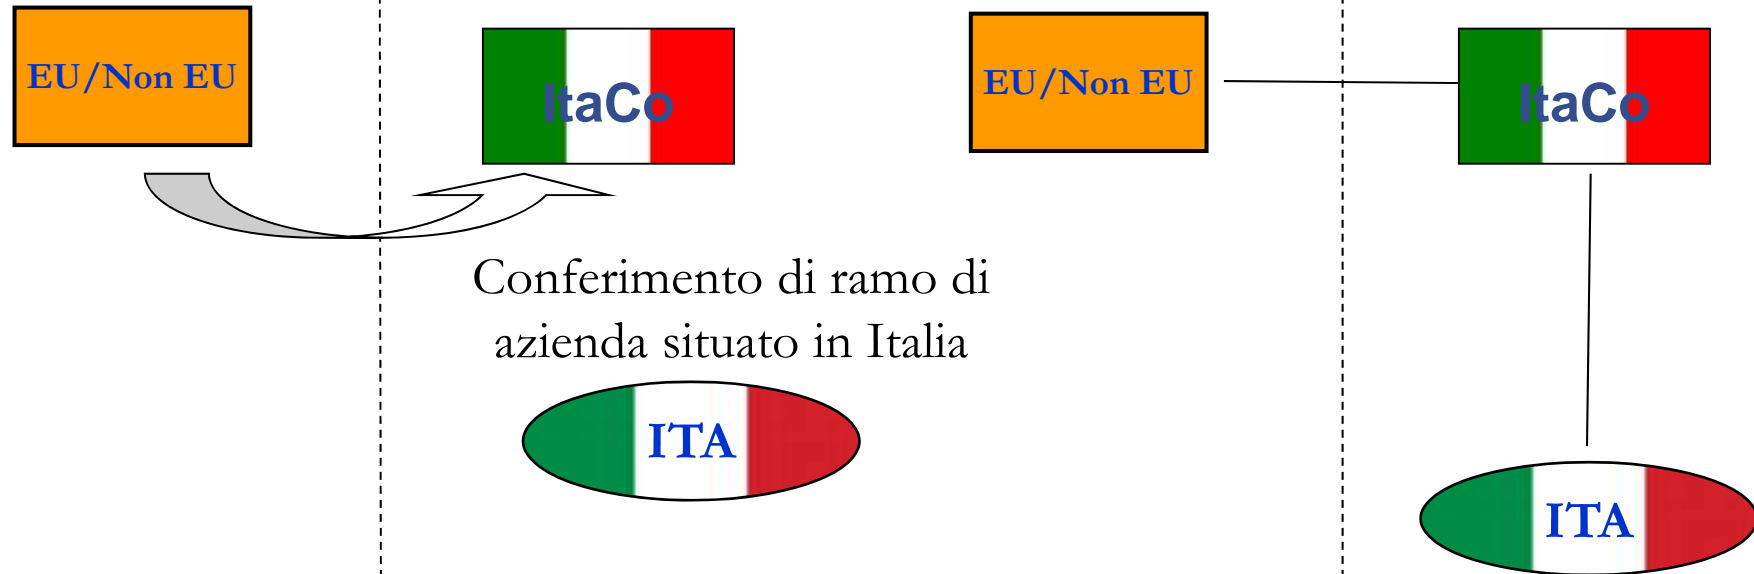 EU/Non EU
ItaCo
EU/Non EU
ItaCo
Conferimento di ramo di
azienda situato in Italia
ITA
ITA